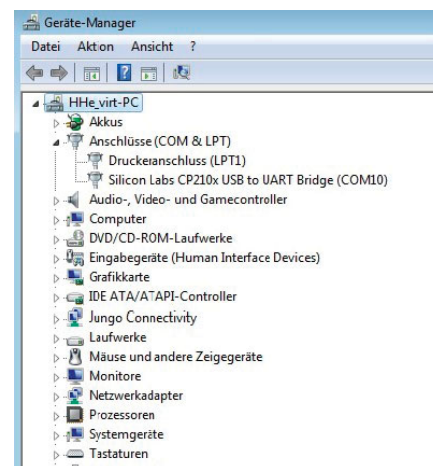 Geräte-Manager
Datei Aktion Ansicht ?
HHe_virt-PC
Akkus
Anschlüsse (COM & LPT)
Druckeranschluss (LPT1)
Silicon Labs CP210x USB to UART Bridge (COM10)
Audio-, Video- und Gamecontroller
Computer
DVD/CD-ROM-Laufwerke
Eingabegeräte (Human Interface Devices)
Grafikkarte
IDE ATA/ATAPI-Controller
Jungo Connectivity
Laufwerke
Mäuse und andere Zeigegeräte
Monitore
Netzwerkadapter
Prozessoren
Systemgeräte
Tastaturen